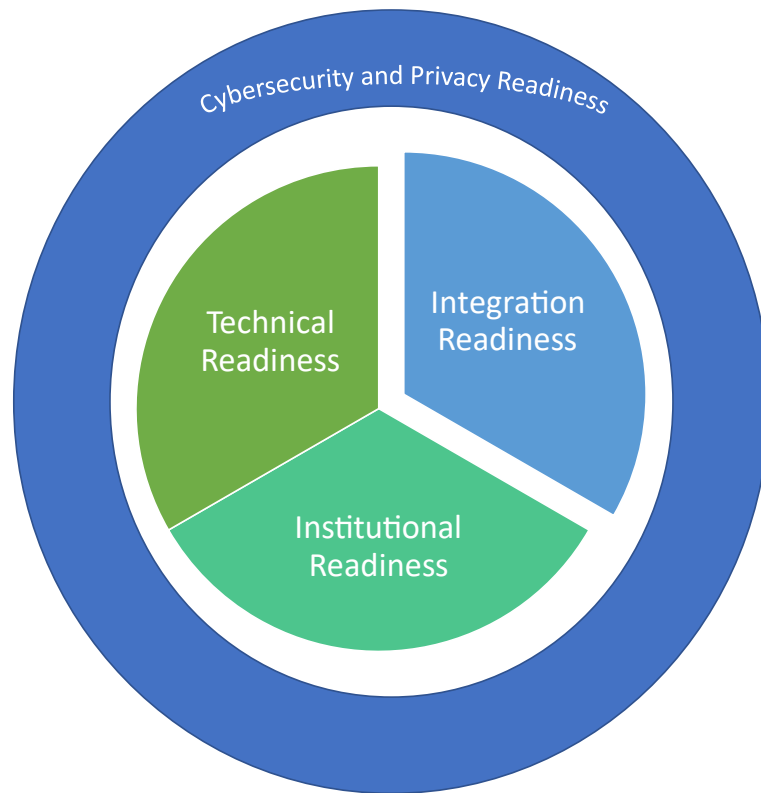 Cybersecurity and Privacy Readiness
Technical
Readiness
Integration
Readiness
Institutional
Readiness